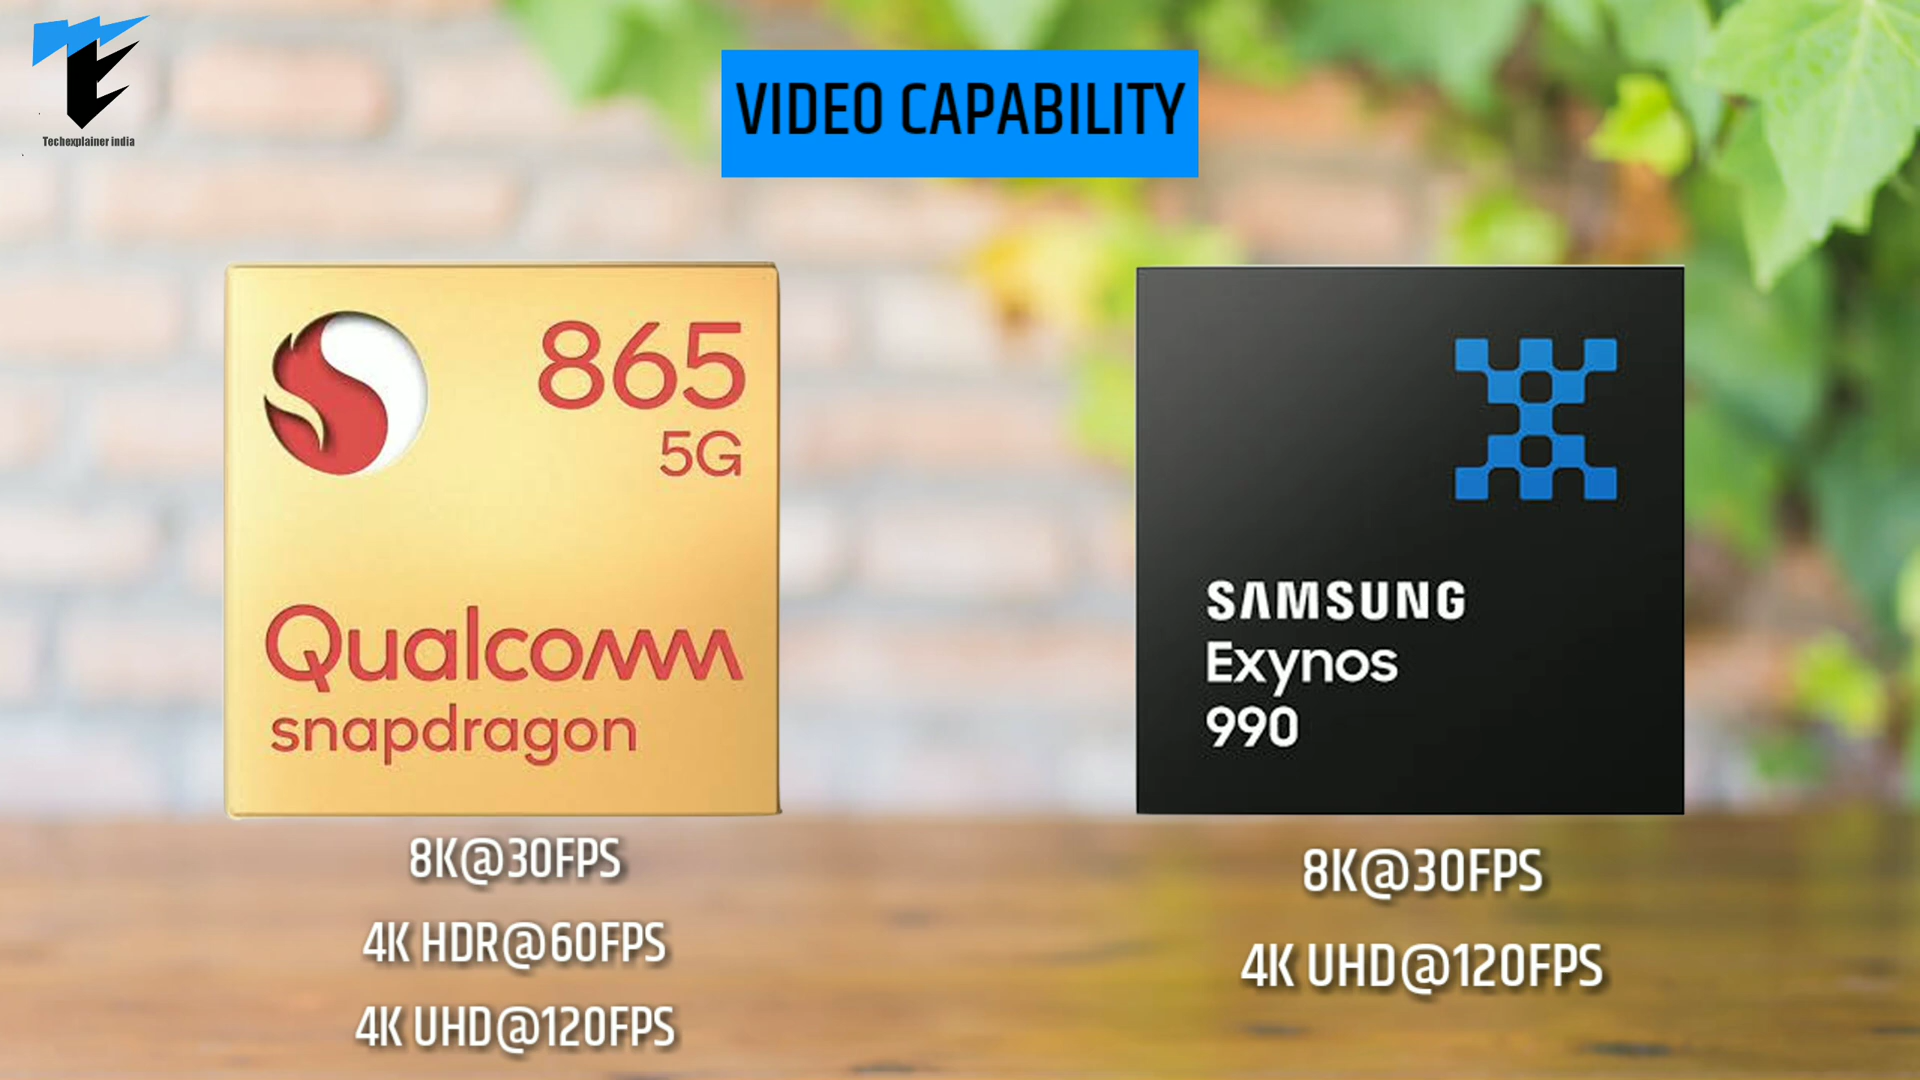 Techexplainer india
VIDEO CAPABILITY
865
5G
Qualcomm
snapdragon
8K@30FPS
4K HDR@60FPS
4K UHD@120FPS
SAMSUNG
Exynos
990
8K@30FPS
4K UHD@120FPS